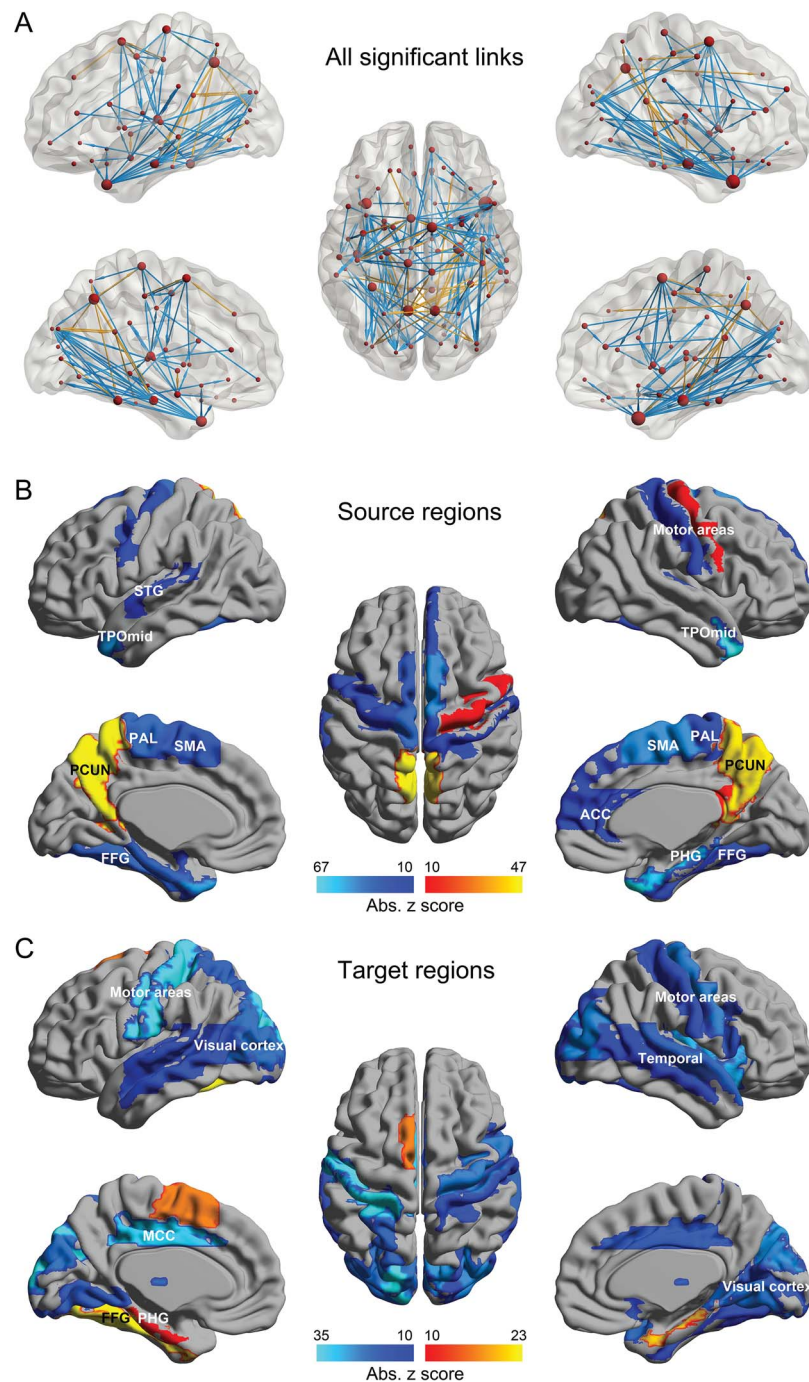 A
All significant links
B
Source regions
STG
TPOmid
Motor areas
TPOmid
PCUN
PAL
SMA
FFG
SMA
PAL
PCUN
ACC
PHG
FFG
67 10 10 47
Abs. z score
C
Target regions
Motor areas
Visual cortex
Motor areas
Temporal
MCC
FFG
PHG
Visual cortex
35 10 10 23
Abs. z score